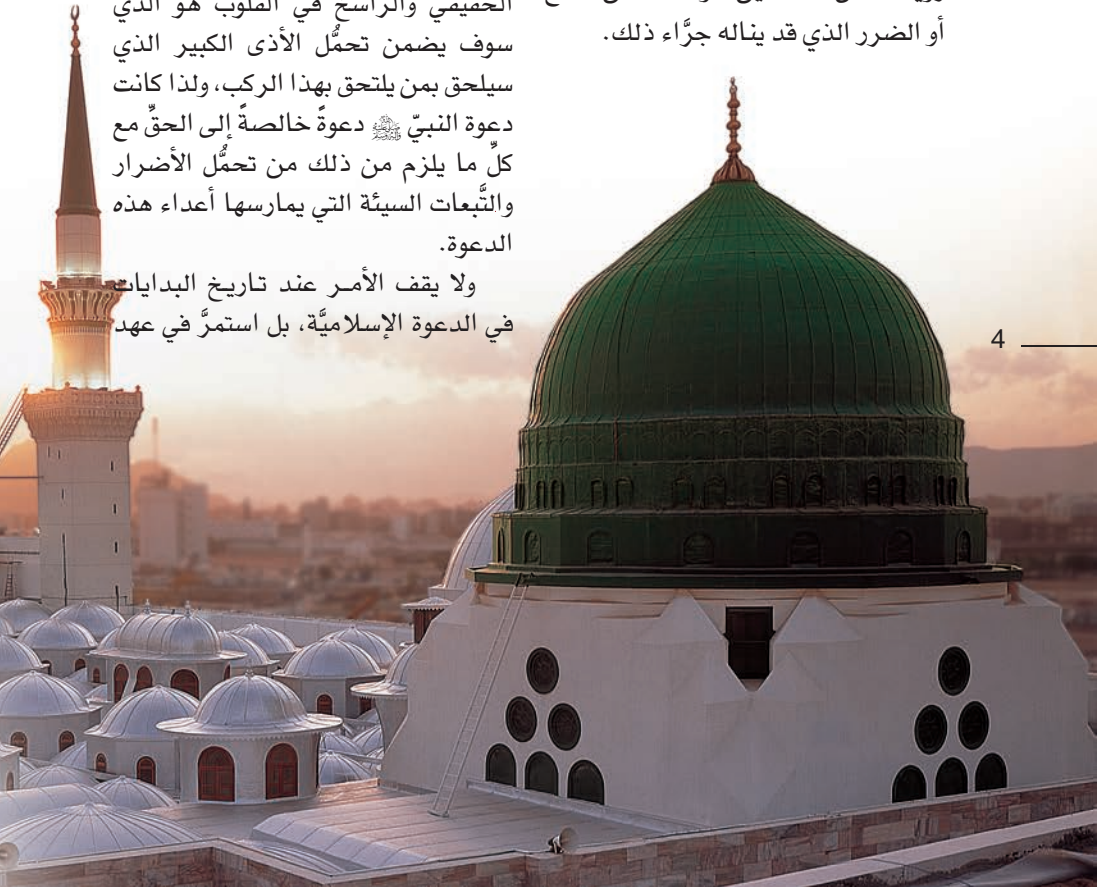 أو الضرر الذي قد يناله جرَّاء ذلك.
الحقيقي والراسخ في القلوب هو الذي
سوف يضمن تحمُّل الأذى الكبير الذي
سيلحق بمن يلتحق بهذا الركب، ولذا كانت
دعوة النبيّ ﷺ دعوةً خالصةً إلى الحقِّ مع
كلِّ ما يلزم من ذلك من تحمُّل الأضرار
والتَّبعات السيئة التي يمارسها أعداء هذه
الدعوة.
ولا يقف الأمر عند تاريخ البدايات
في الدعوة الإسلاميَّة، بل استمرَّ في عهد
4